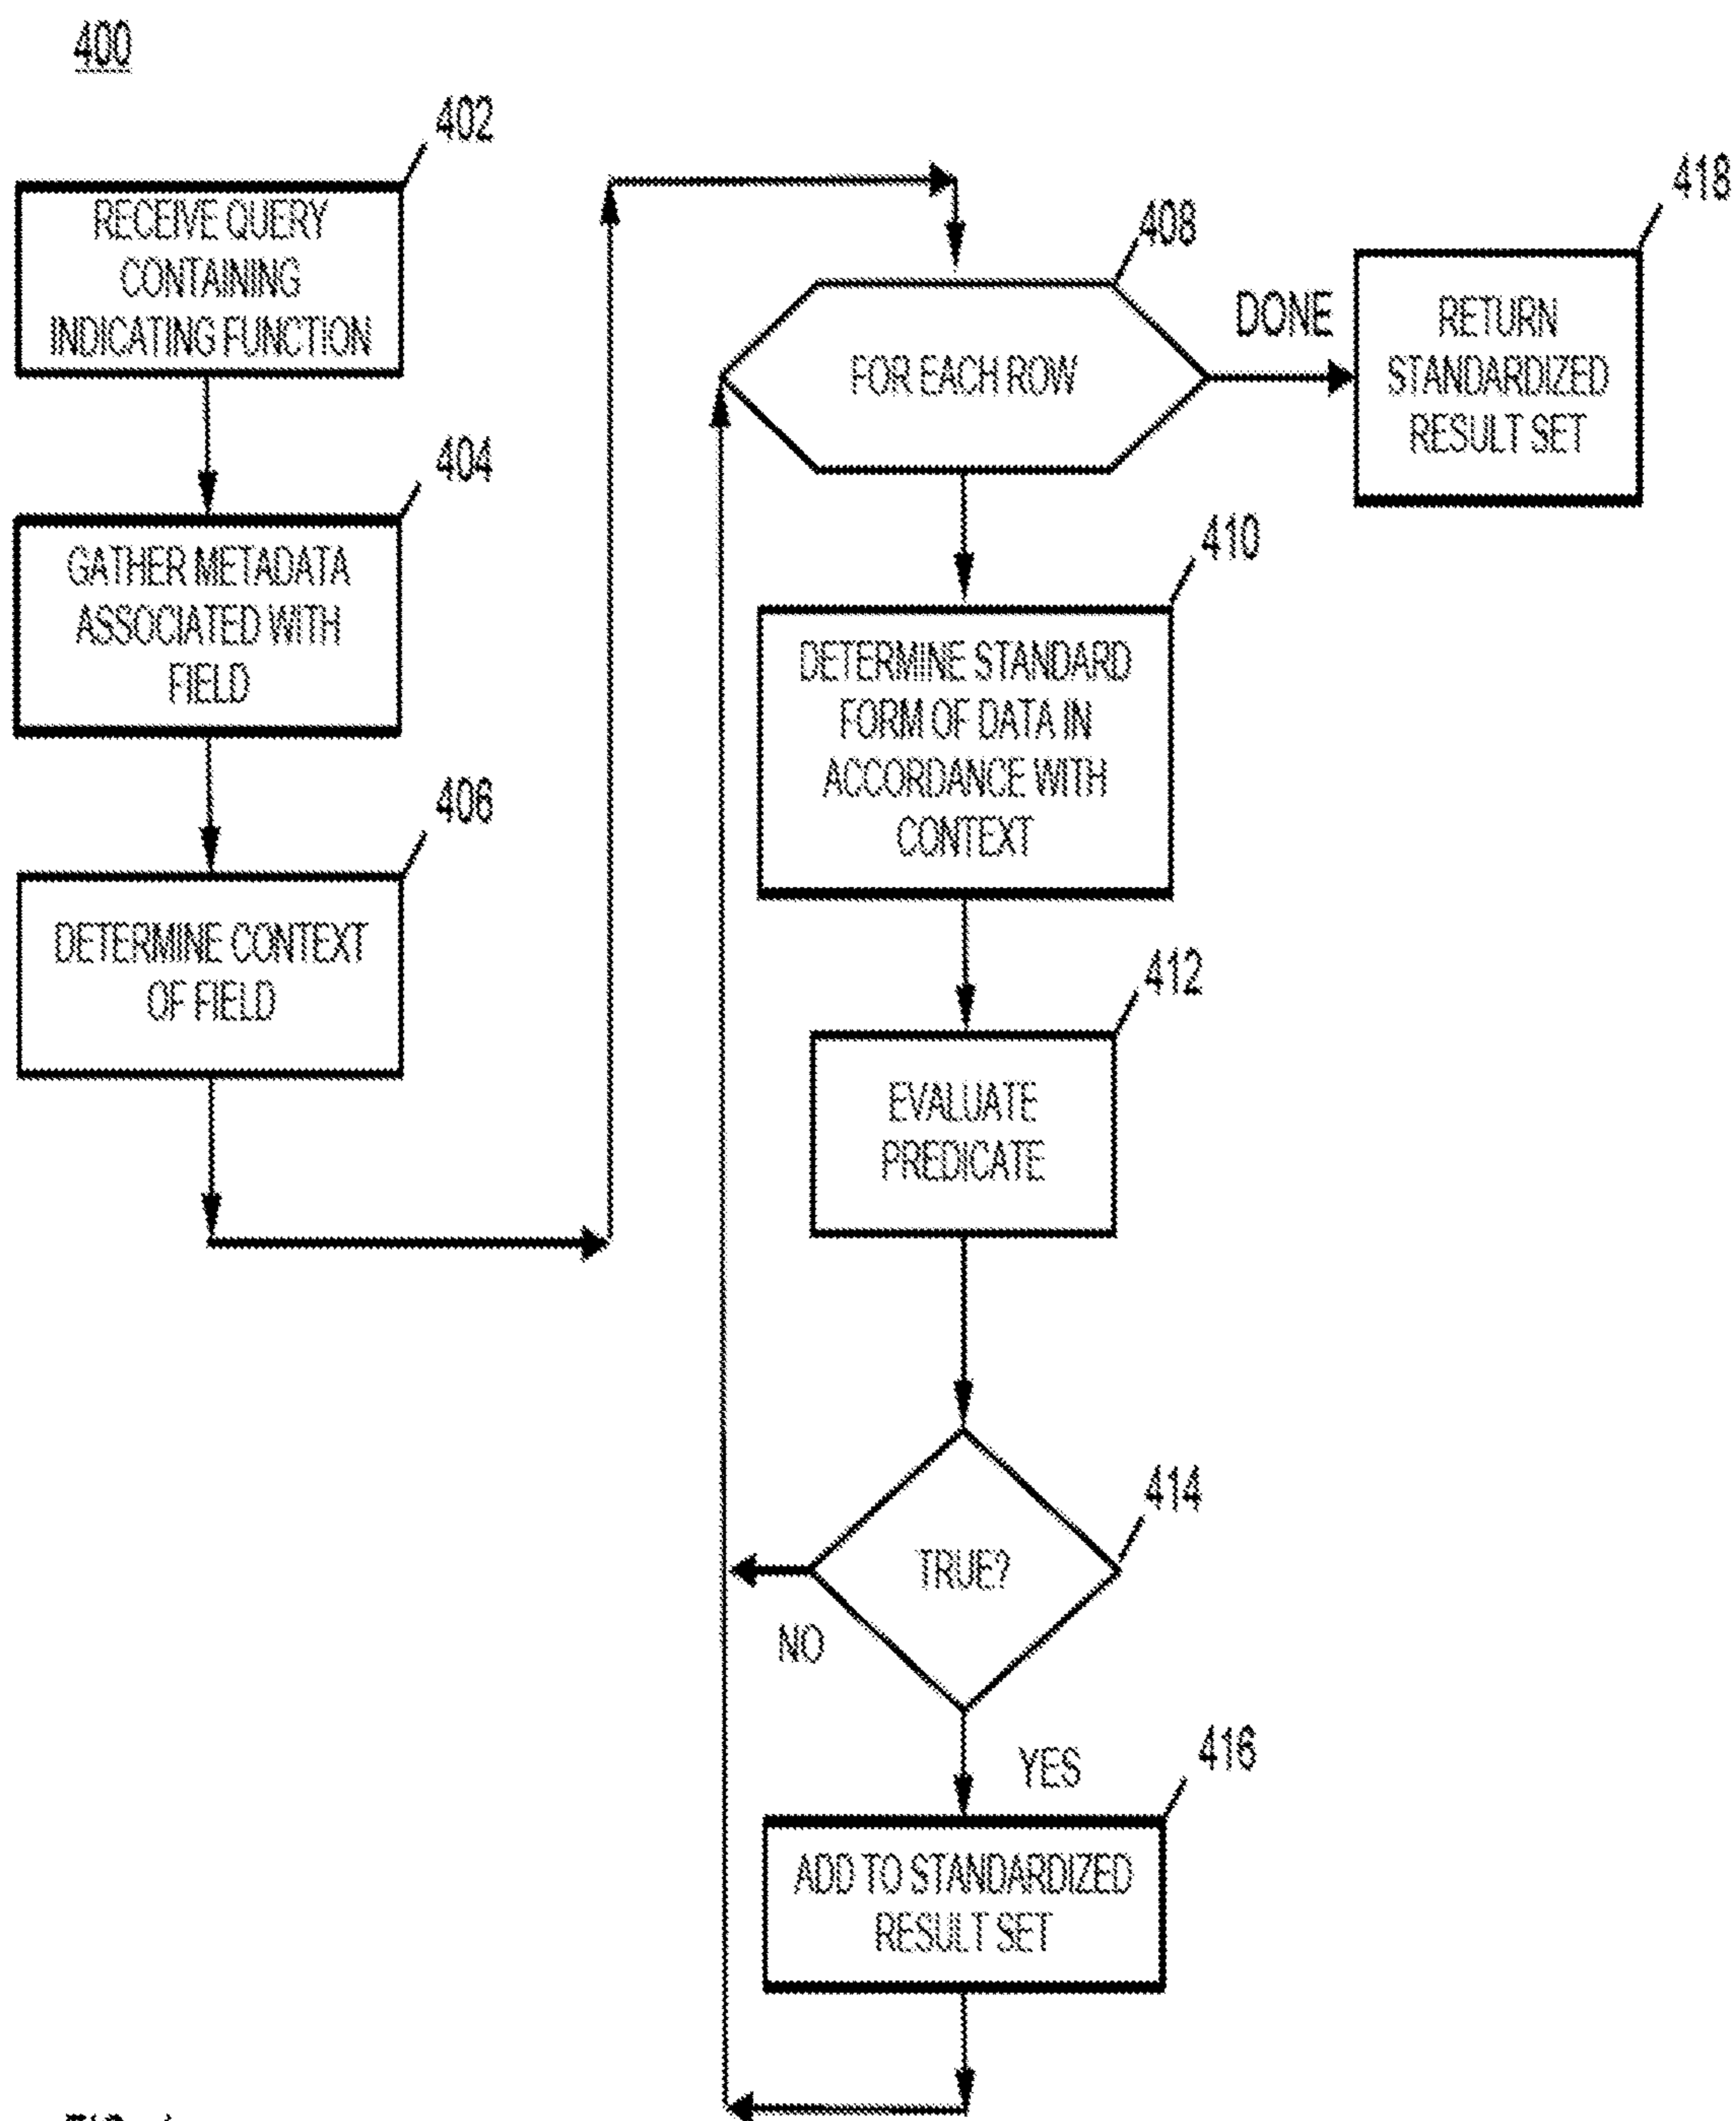 400
402
RECEIVE QUERY
CONTAINING
INDICATING FUNCTION
404
GATHER METADATA
ASSOCIATED WITH
FIELD
406
DETERMINE CONTEXT
OF FIELD
408
FOR EACH ROW
DONE
418
RETURN
STANDARDIZED
RESULT SET
410
DETERMINE STANDARD
FORM OF DATA IN
ACCORDANCE WITH
CONTEXT
412
EVALUATE
PREDICATE
414
TRUE?
NO
YES
416
ADD TO STANDARDIZED
RESULT SET